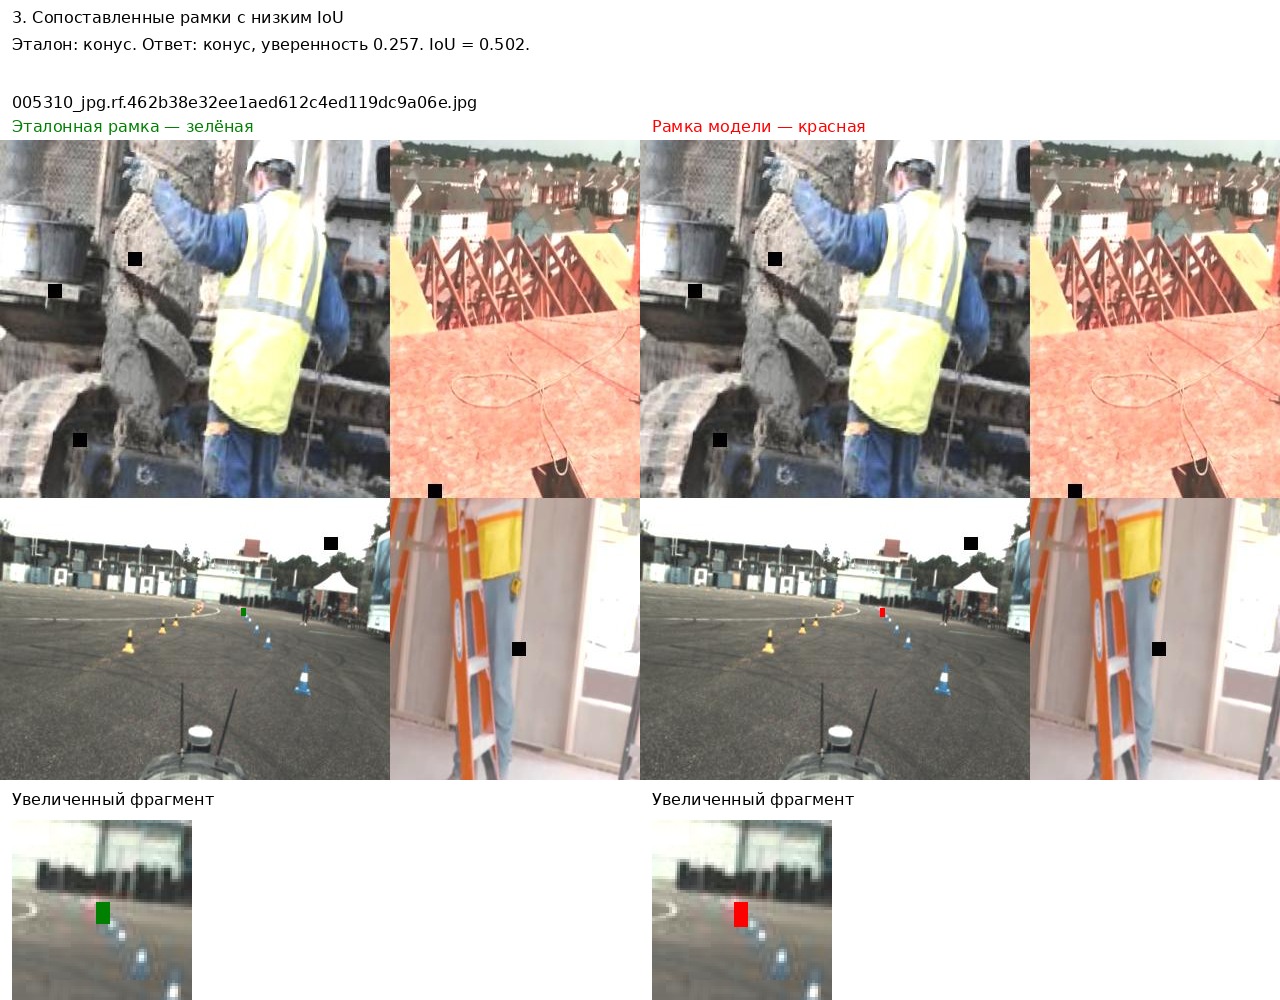 3. Сопоставленные рамки с низким IoU
Эталон: конус. Ответ: конус, уверенность 0.257. IoU = 0.502.
005310_jpg.rf.462b38e32ee1aed612c4ed119dc9a06e.jpg
Эталонная рамка — зелёная
Рамка модели — красная
Увеличенный фрагмент
Увеличенный фрагмент